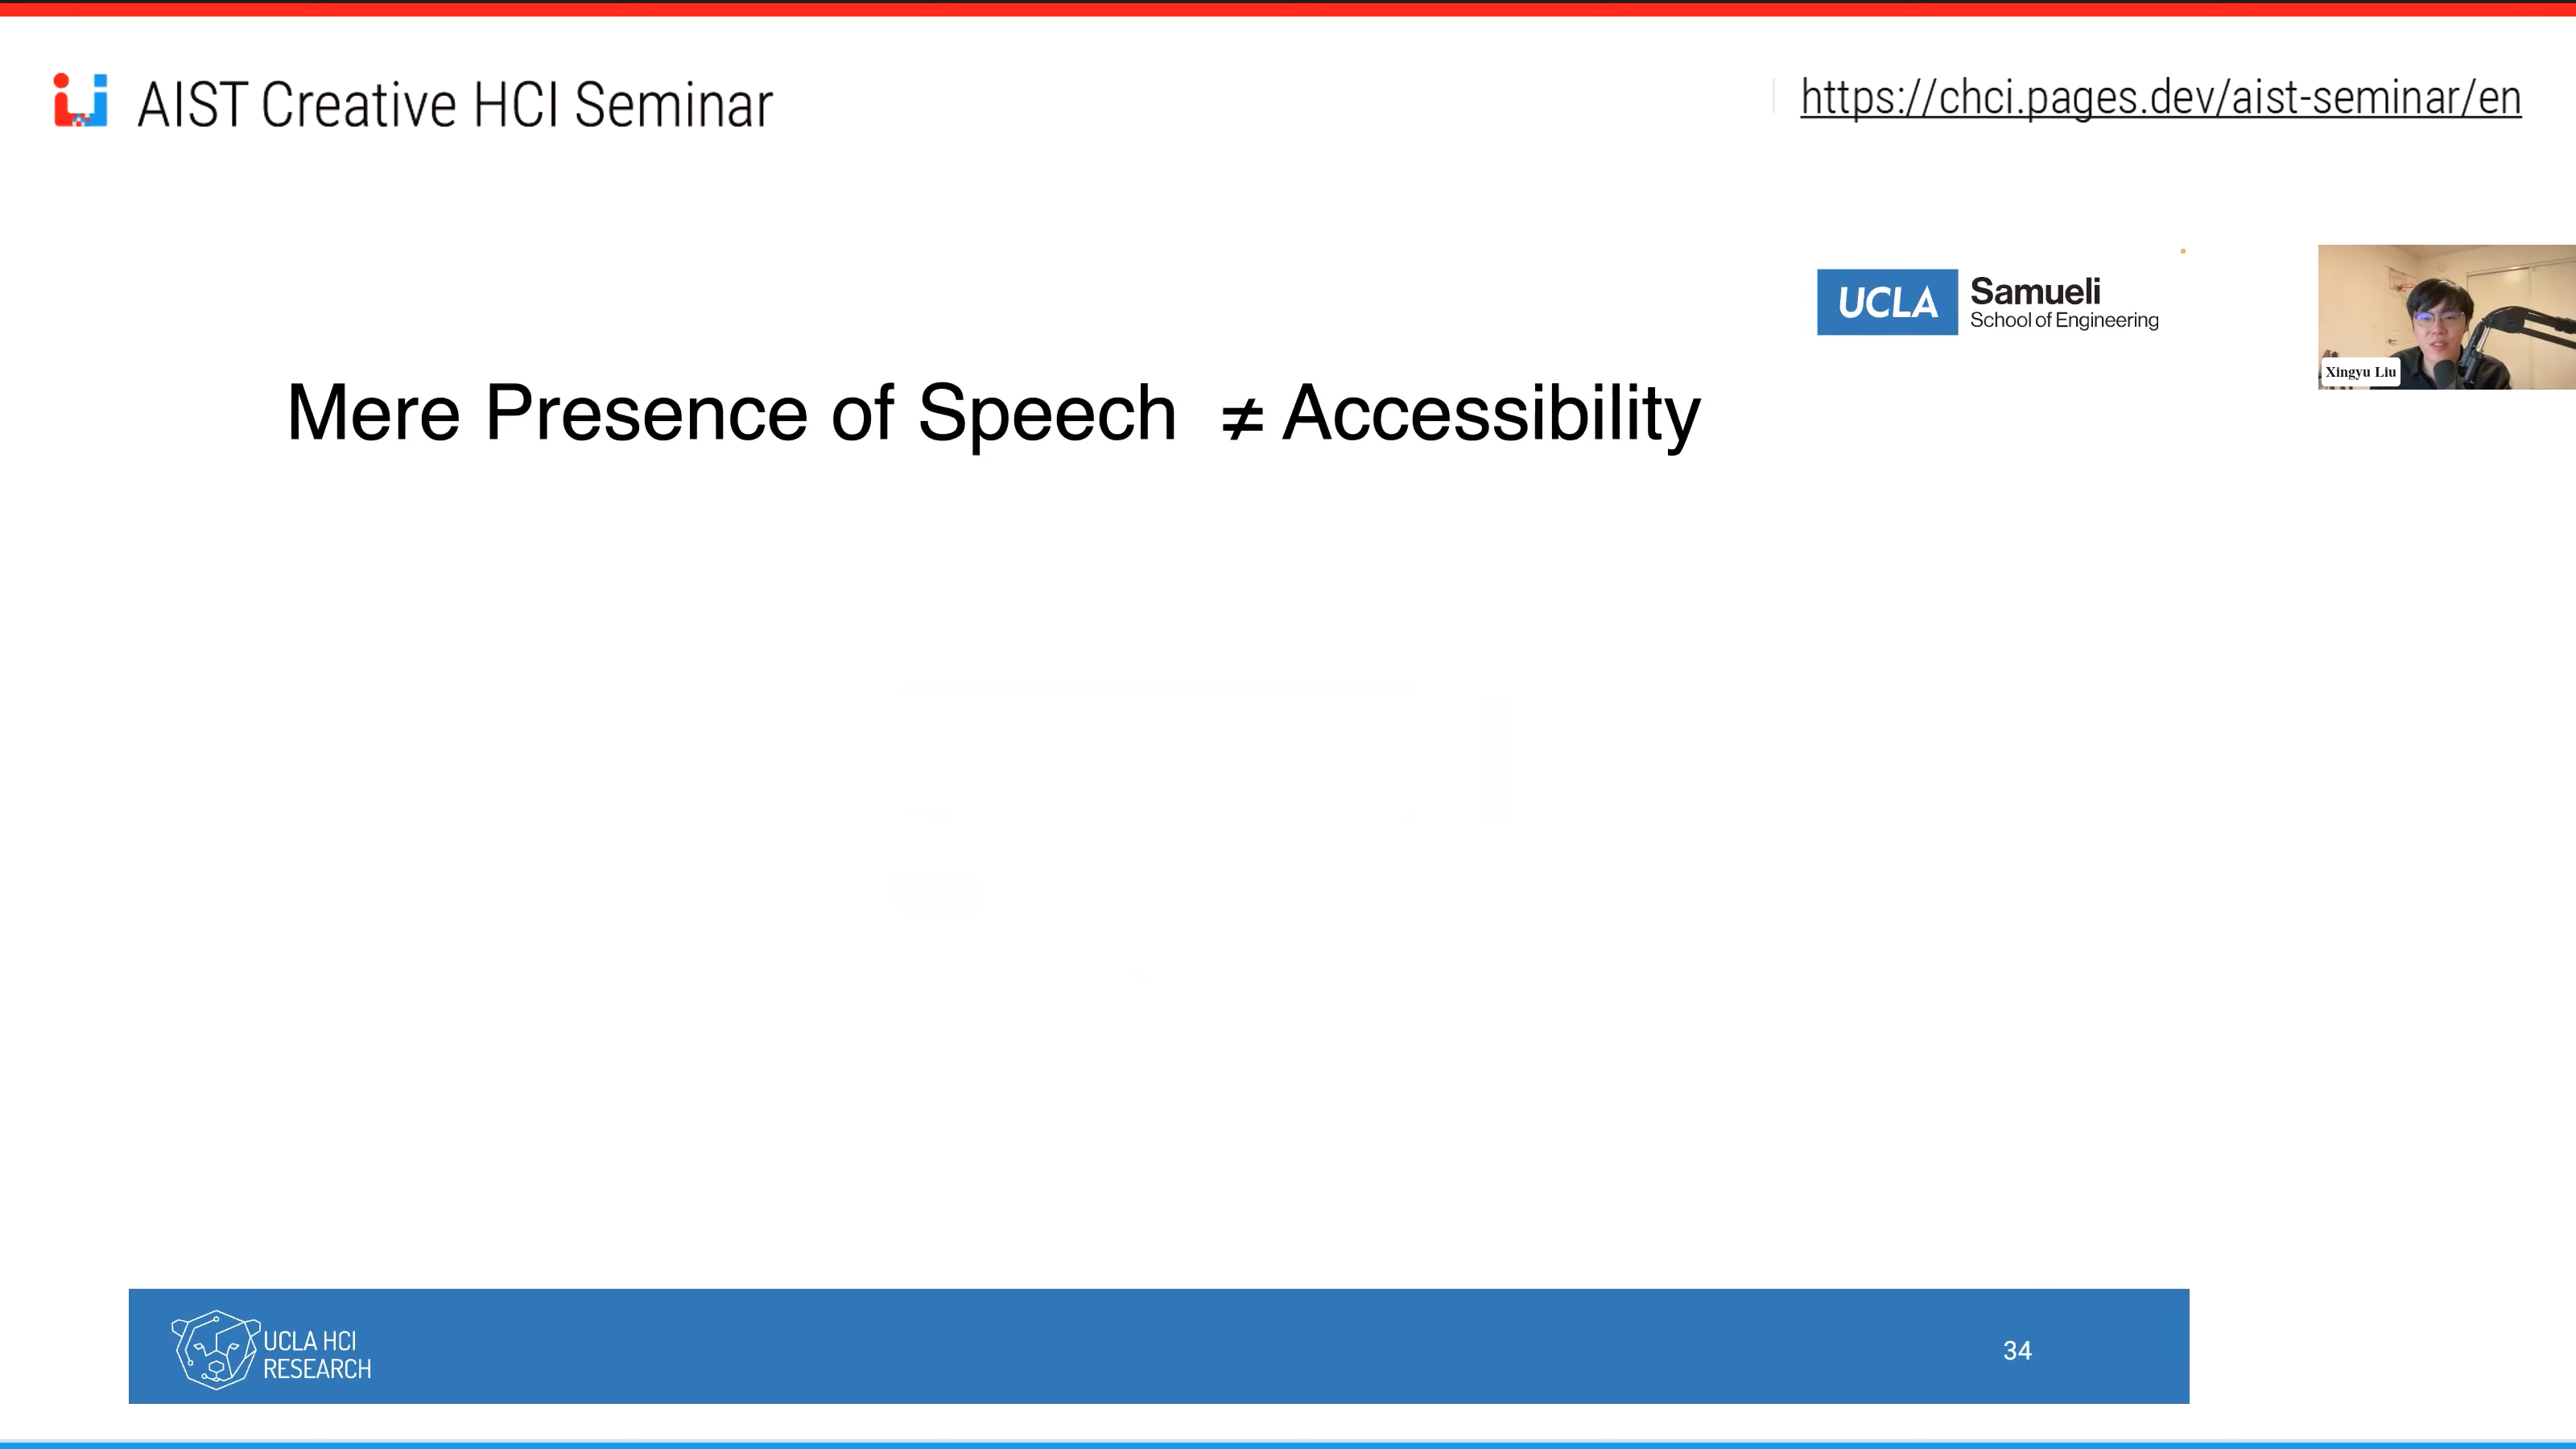 AIST Creative HCI Seminar
https://chci.pages.dev/aist-seminar/en
UCLA Samueli
School of Engineering
Xingyu Liu
Mere Presence of Speech ≠ Accessibility
UCLA HCI
RESEARCH
34